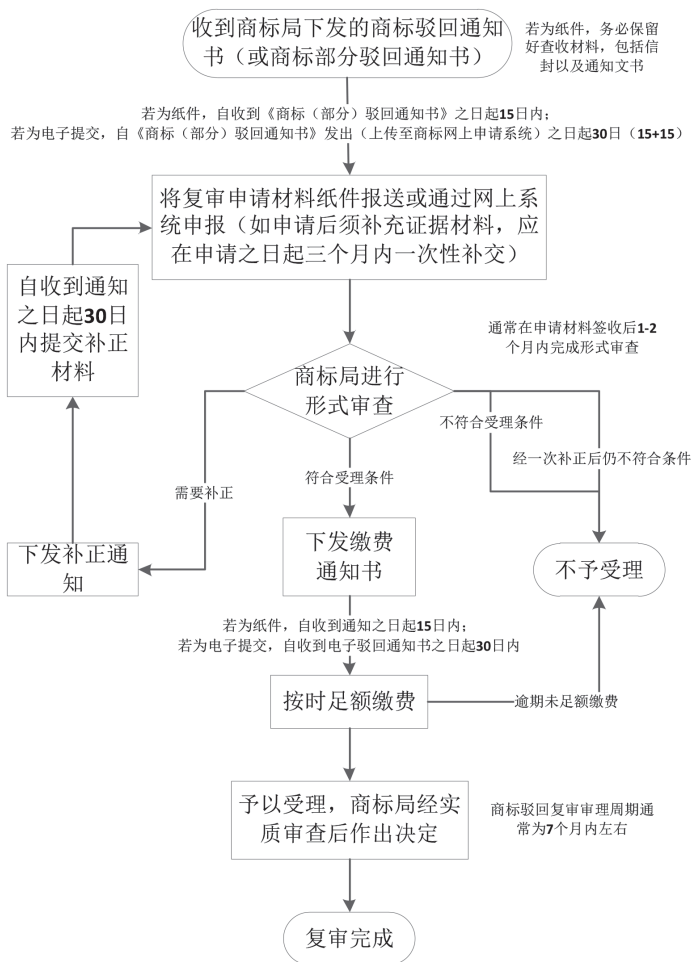 收到商标局下发的商标驳回通知
书（或商标部分驳回通知书）
若为纸件，务必保留
好查收材料，包括信
封以及通知文书
若为纸件，自收到《商标（部分）驳回通知书》之日起15日内；
若为电子提交，自《商标（部分）驳回通知书》发出（上传至商标网上申请系统）之日起30日（15+15）
将复审申请材料纸件报送或通过网上系
统申报（如申请后须补充证据材料，应
在申请之日起三个月内一次性补交）
自收到通知
之日起30日
内提交补正
材料
通常在申请材料签收后1-2
个月内完成形式审查
商标局进行
形式审查
不符合受理条件
经一次补正后仍不符合条件
符合受理条件
需要补正
下发补正通
知
下发缴费
通知书
不予受理
若为纸件，自收到通知之日起15日内；
若为电子提交，自收到电子驳回通知书之日起30日内
按时足额缴费
逾期未足额缴费
予以受理，商标局经实
质审查后作出决定
商标驳回复审审理周期通
常为7个月内左右
复审完成